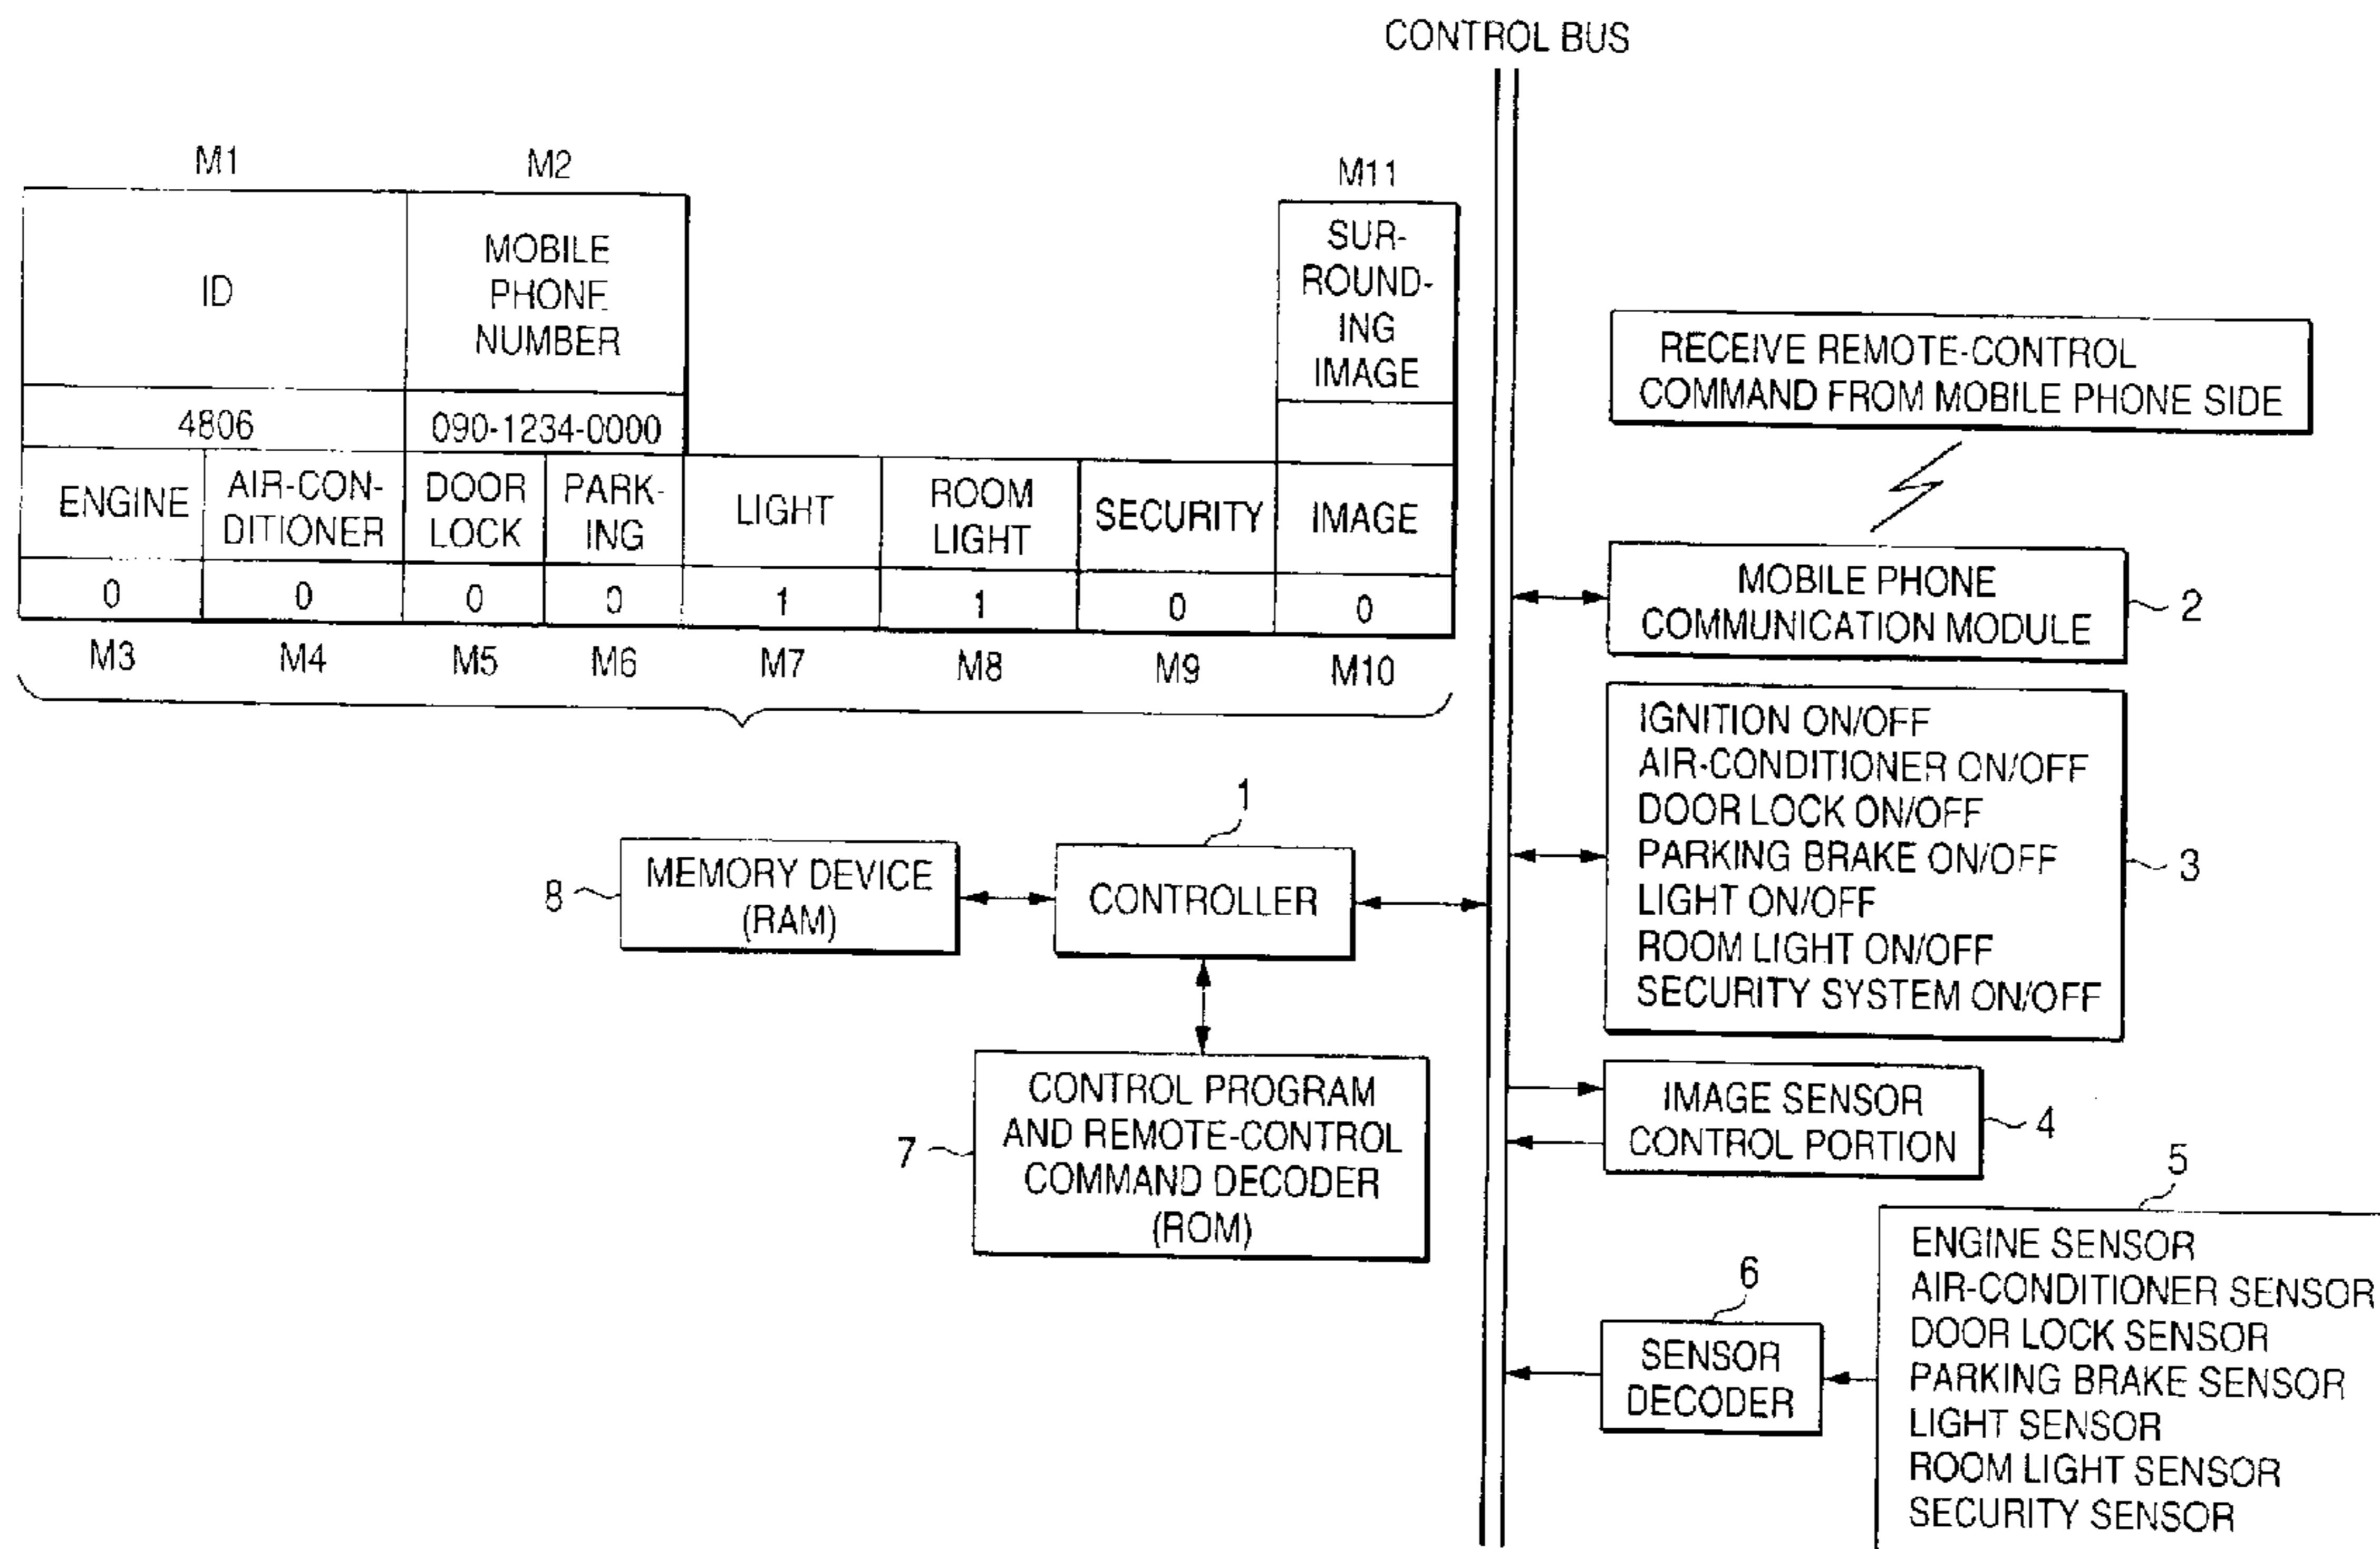 CONTROL BUS
M1
M2
M11
ID
MOBILE
PHONE
NUMBER
SUR-
ROUND-
ING
IMAGE
4806
090-1234-0000
ENGINE
AIR-CON-
DITIONER
DOOR
LOCK
PARK-
ING
LIGHT
ROOM
LIGHT
SECURITY
IMAGE
0
0
0
0
1
1
0
0
M3
M4
M5
M6
M7
M8
M9
M10
RECEIVE REMOTE-CONTROL
COMMAND FROM MOBILE PHONE SIDE
MOBILE PHONE
COMMUNICATION MODULE
2
IGNITION ON/OFF
AIR-CONDITIONER ON/OFF
DOOR LOCK ON/OFF
PARKING BRAKE ON/OFF
LIGHT ON/OFF
ROOM LIGHT ON/OFF
SECURITY SYSTEM ON/OFF
3
8
MEMORY DEVICE
(RAM)
1
CONTROLLER
7
CONTROL PROGRAM
AND REMOTE-CONTROL
COMMAND DECODER
(ROM)
IMAGE SENSOR
CONTROL PORTION
4
5
6
SENSOR
DECODER
ENGINE SENSOR
AIR-CONDITIONER SENSOR
DOOR LOCK SENSOR
PARKING BRAKE SENSOR
LIGHT SENSOR
ROOM LIGHT SENSOR
SECURITY SENSOR